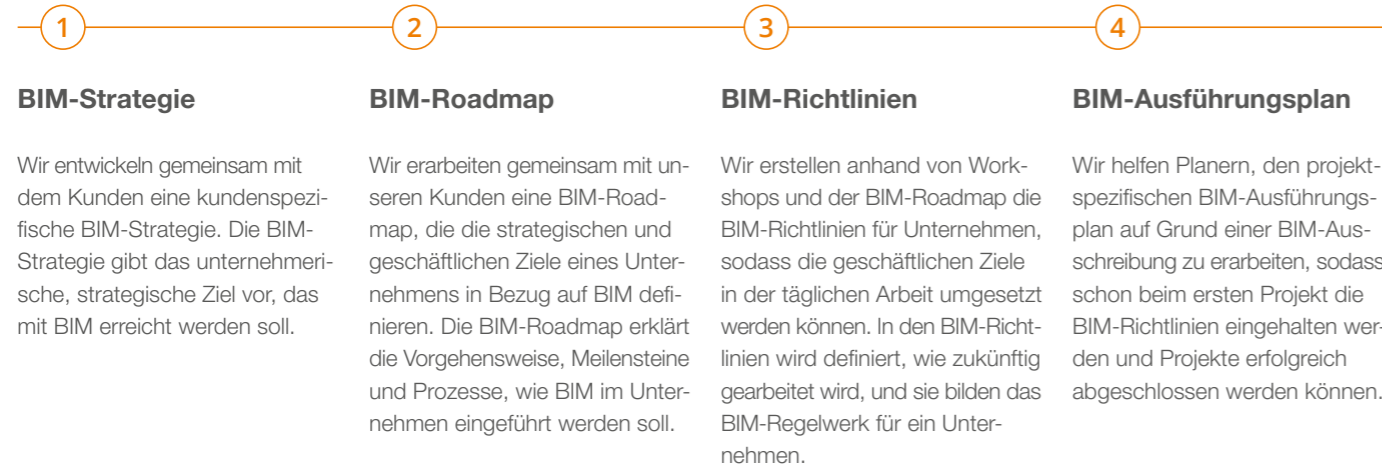 1
BIM-Strategie
Wir entwickeln gemeinsam mit
dem Kunden eine kundenspezi-
fische BIM-Strategie. Die BIM-
Strategie gibt das unternehmeri-
sche, strategische Ziel vor, das
mit BIM erreicht werden soll.
2
BIM-Roadmap
Wir erarbeiten gemeinsam mit un-
seren Kunden eine BIM-Road-
map, die die strategischen und
geschäftlichen Ziele eines Unter-
nehmens in Bezug auf BIM defi-
nieren. Die BIM-Roadmap erklärt
die Vorgehensweise, Meilensteine
und Prozesse, wie BIM im Unter-
nehmen eingeführt werden soll.
3
BIM-Richtlinien
Wir erstellen anhand von Work-
shops und der BIM-Roadmap die
BIM-Richtlinien für Unternehmen,
sodass die geschäftlichen Ziele
in der täglichen Arbeit umgesetzt
werden können. In den BIM-Richt-
linien wird definiert, wie zukünftig
gearbeitet wird, und sie bilden das
BIM-Regelwerk für ein Unter-
nehmen.
4
BIM-Ausführungsplan
Wir helfen Planern, den projekt-
spezifischen BIM-Ausführungs-
plan auf Grund einer BIM-Aus-
schreibung zu erarbeiten, sodass
schon beim ersten Projekt die
BIM-Richtlinien eingehalten wer-
den und Projekte erfolgreich
abgeschlossen werden können.